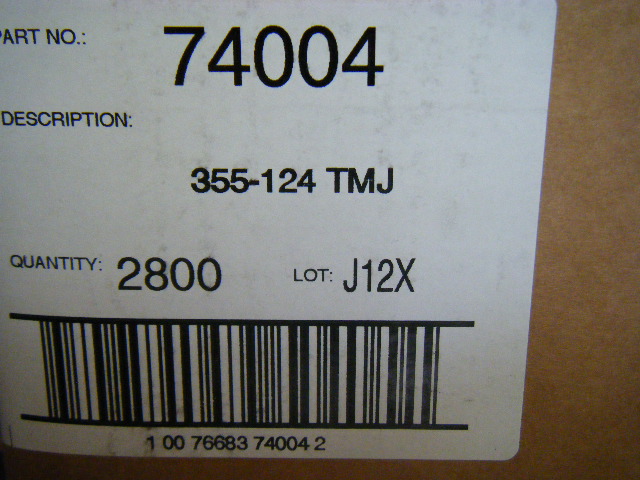 PART NO.: 74004
DESCRIPTION:
355-124 TMJ
QUANTITY: 2800 LOT: J12X
1 00 76683 74004 2